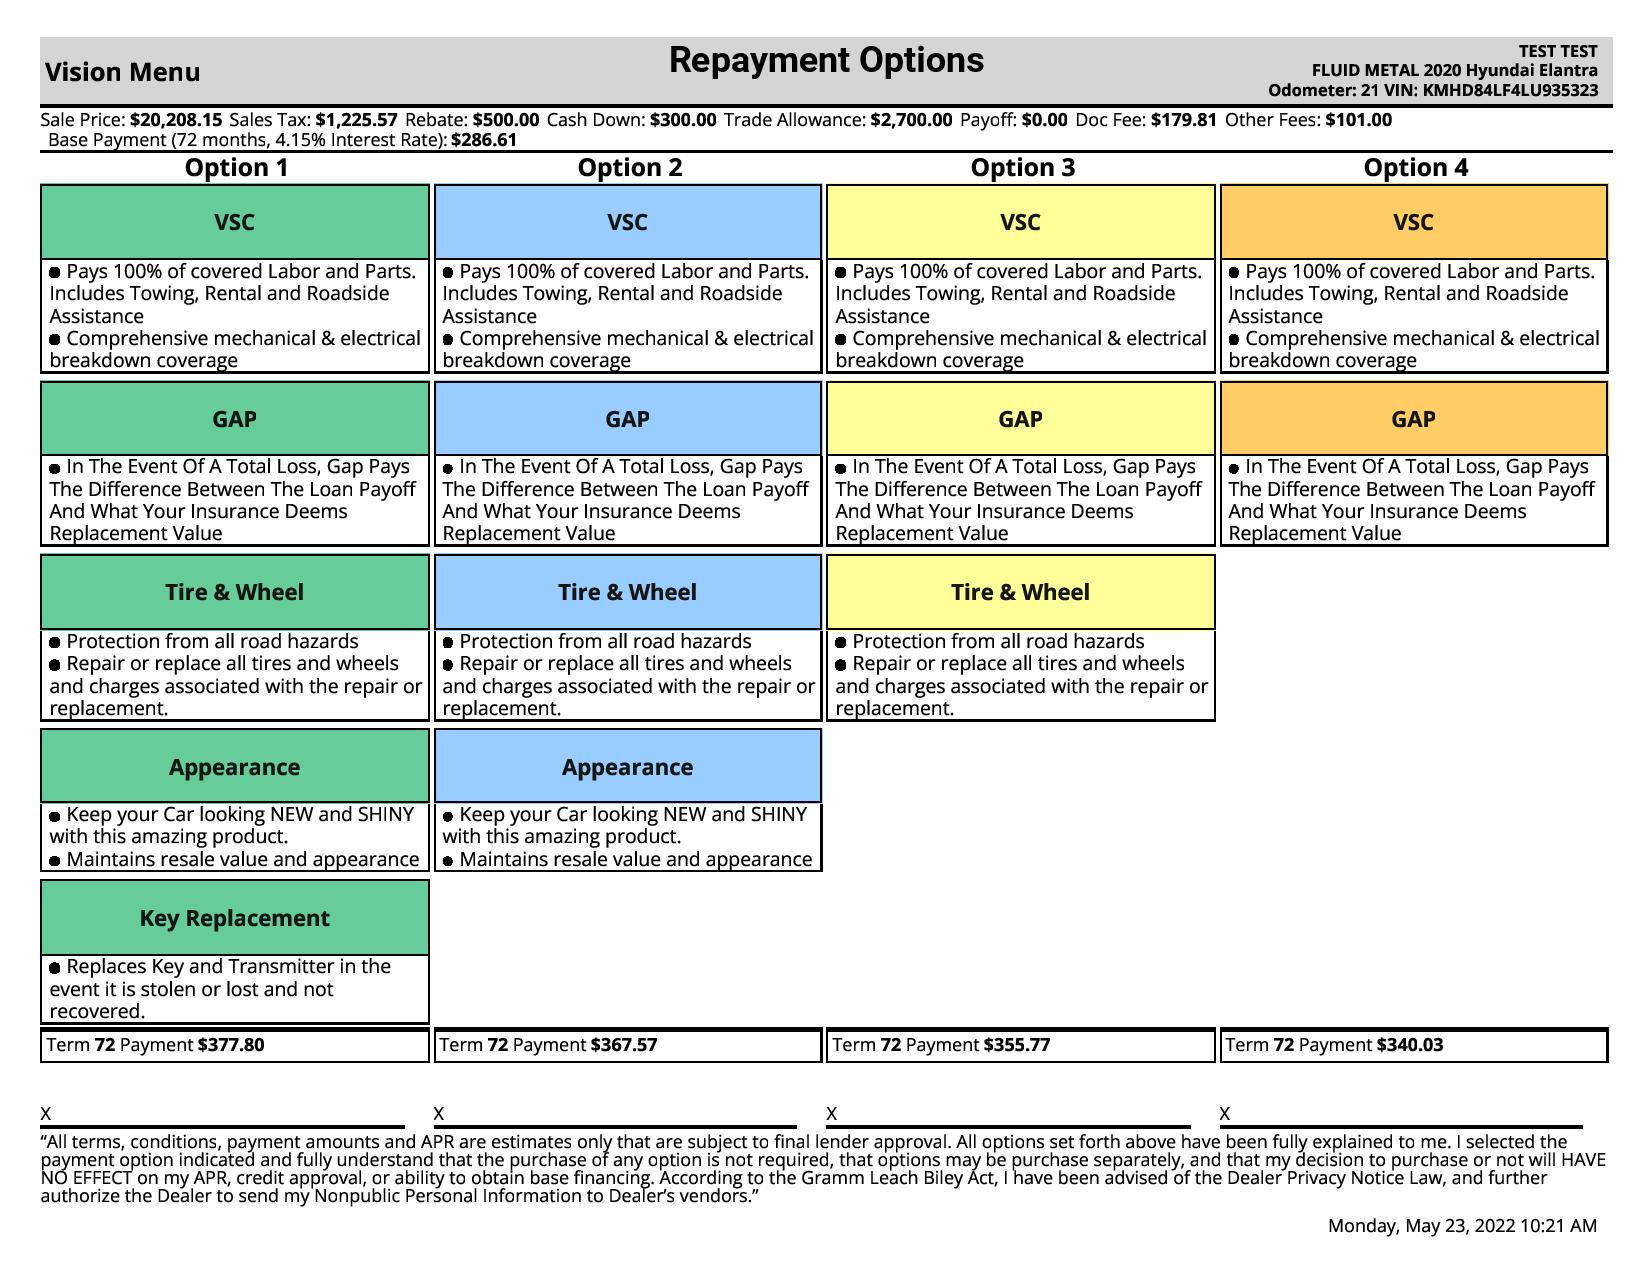 Vision Menu
Repayment Options
TEST TEST
FLUID METAL 2020 Hyundai Elantra
Odometer: 21 VIN: KMHD84LF4LU935323
Sale Price: $20,208.15 Sales Tax: $1,225.57 Rebate: $500.00 Cash Down: $300.00 Trade Allowance: $2,700.00 Payoff: $0.00 Doc Fee: $179.81 Other Fees: $101.00
Base Payment (72 months, 4.15% Interest Rate): $286.61
Option 1
VSC
● Pays 100% of covered Labor and Parts.
Includes Towing, Rental and Roadside
Assistance
● Comprehensive mechanical & electrical
breakdown coverage
GAP
● In The Event Of A Total Loss, Gap Pays
The Difference Between The Loan Payoff
And What Your Insurance Deems
Replacement Value
Tire & Wheel
● Protection from all road hazards
● Repair or replace all tires and wheels
and charges associated with the repair or
replacement.
Appearance
● Keep your Car looking NEW and SHINY
with this amazing product.
● Maintains resale value and appearance
Key Replacement
● Replaces Key and Transmitter in the
event it is stolen or lost and not
recovered.
Term 72 Payment $377.80
X
Option 2
VSC
● Pays 100% of covered Labor and Parts.
Includes Towing, Rental and Roadside
Assistance
● Comprehensive mechanical & electrical
breakdown coverage
GAP
● In The Event Of A Total Loss, Gap Pays
The Difference Between The Loan Payoff
And What Your Insurance Deems
Replacement Value
Tire & Wheel
● Protection from all road hazards
● Repair or replace all tires and wheels
and charges associated with the repair or
replacement.
Appearance
● Keep your Car looking NEW and SHINY
with this amazing product.
● Maintains resale value and appearance
Term 72 Payment $367.57
X
Option 3
VSC
● Pays 100% of covered Labor and Parts.
Includes Towing, Rental and Roadside
Assistance
● Comprehensive mechanical & electrical
breakdown coverage
GAP
● In The Event Of A Total Loss, Gap Pays
The Difference Between The Loan Payoff
And What Your Insurance Deems
Replacement Value
Tire & Wheel
● Protection from all road hazards
● Repair or replace all tires and wheels
and charges associated with the repair or
replacement.
Term 72 Payment $355.77
X
Option 4
VSC
● Pays 100% of covered Labor and Parts.
Includes Towing, Rental and Roadside
Assistance
● Comprehensive mechanical & electrical
breakdown coverage
GAP
● In The Event Of A Total Loss, Gap Pays
The Difference Between The Loan Payoff
And What Your Insurance Deems
Replacement Value
Term 72 Payment $340.03
X
“All terms, conditions, payment amounts and APR are estimates only that are subject to final lender approval. All options set forth above have been fully explained to me. I selected the
payment option indicated and fully understand that the purchase of any option is not required, that options may be purchase separately, and that my decision to purchase or not will HAVE
NO EFFECT on my APR, credit approval, or ability to obtain base financing. According to the Gramm Leach Biley Act, I have been advised of the Dealer Privacy Notice Law, and further
authorize the Dealer to send my Nonpublic Personal Information to Dealer’s vendors.”
Monday, May 23, 2022 10:21 AM